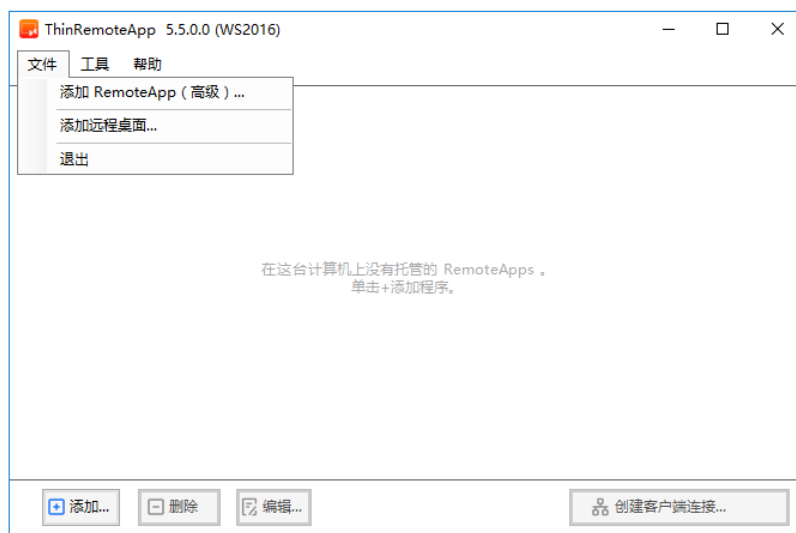 ThinRemoteApp 5.5.0.0 (WS2016)
文件 工具 帮助
添加 RemoteApp（高级）...
添加远程桌面...
退出
在这台计算机上没有托管的 RemoteApps 。
单击+添加程序。
添加... 删除 编辑... 创建客户端连接...